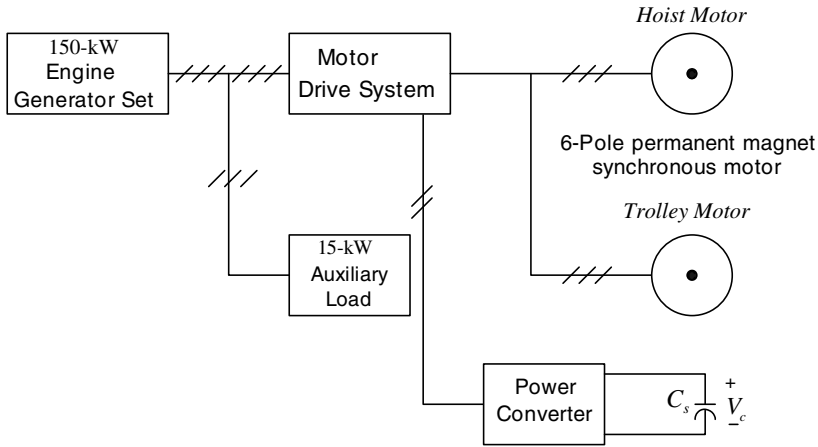 150-kW
Engine
Generator Set
Motor
Drive System
Hoist Motor
6-Pole permanent magnet
synchronous motor
Trolley Motor
15-kW
Auxiliary
Load
Power
Converter
C_s
+
V_c
−